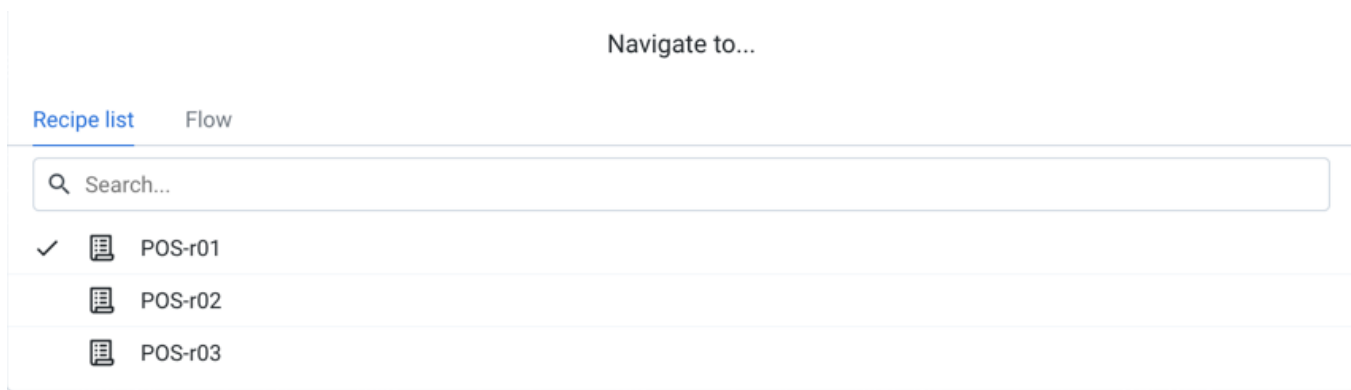 Navigate to...
Recipe list Flow
Search...
POS-r01
POS-r02
POS-r03